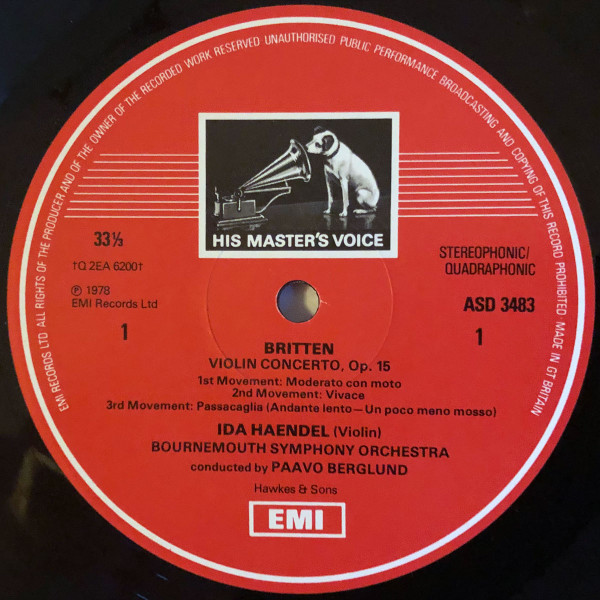 EMI RECORDS LTD ALL RIGHTS OF THE PRODUCER AND OF THE OWNER OF THE RECORDED WORK RESERVED UNAUTHORISED PUBLIC PERFORMANCE BROADCASTING AND COPYING OF THIS RECORD PROHIBITED · MADE IN GT BRITAIN
HIS MASTER'S VOICE
33⅓
†Q 2EA 6200†
℗ 1978
EMI Records Ltd
1
STEREOPHONIC/
QUADRAPHONIC
ASD 3483
1
BRITTEN
VIOLIN CONCERTO, Op. 15
1st Movement: Moderato con moto
2nd Movement: Vivace
3rd Movement: Passacaglia (Andante lento—Un poco meno mosso)
IDA HAENDEL (Violin)
BOURNEMOUTH SYMPHONY ORCHESTRA
conducted by PAAVO BERGLUND
Hawkes & Sons
EMI